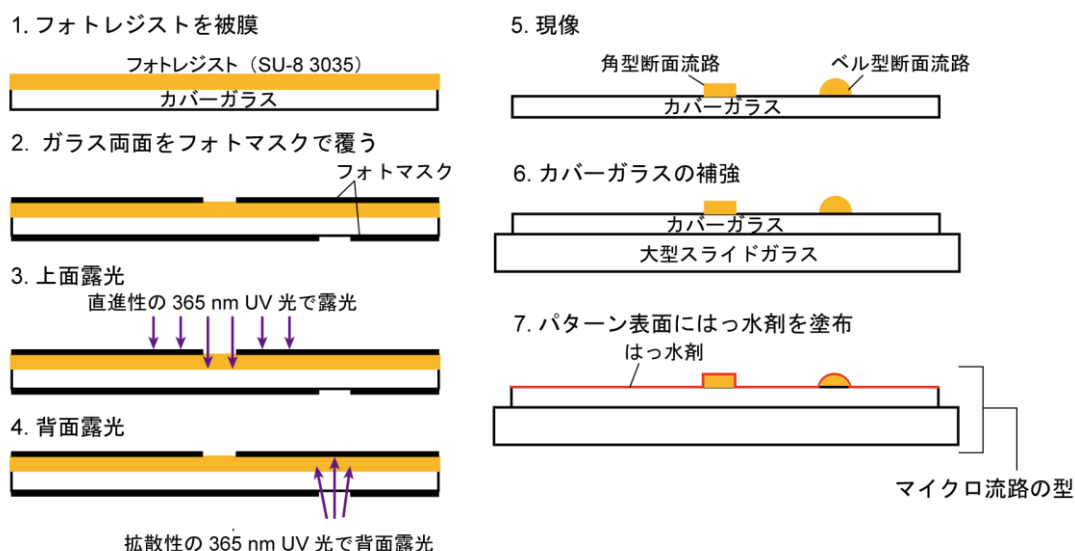 1. フォトレジストを被膜
フォトレジスト（SU-8 3035）
カバーガラス
2. ガラス両面をフォトマスクで覆う
フォトマスク
3. 上面露光
直進性の 365 nm UV 光で露光
4. 背面露光
拡散性の 365 nm UV 光で背面露光
5. 現像
角型断面流路
ベル型断面流路
カバーガラス
6. カバーガラスの補強
カバーガラス
大型スライドガラス
7. パターン表面にはっ水剤を塗布
はっ水剤
マイクロ流路の型